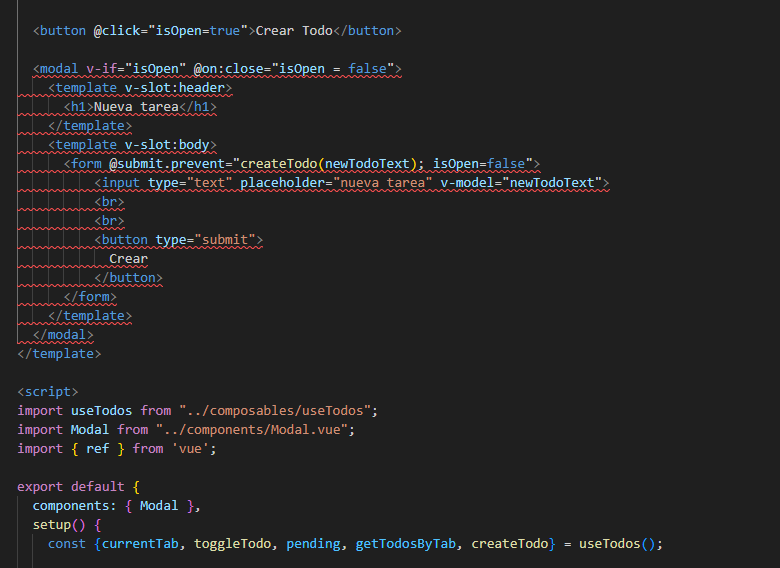 <button @click="isOpen=true">Crear Todo</button>
<modal v-if="isOpen" @on:close="isOpen = false">
<template v-slot:header>
<h1>Nueva tarea</h1>
</template>
<template v-slot:body>
<form @submit.prevent="createTodo(newTodoText); isOpen=false">
<input type="text" placeholder="nueva tarea" v-model="newTodoText">
<br>
<br>
<button type="submit">
Crear
</button>
</form>
</template>
</modal>
</template>
<script>
import useTodos from "../composables/useTodos";
import Modal from "../components/Modal.vue";
import { ref } from 'vue';
export default {
components: { Modal },
setup() {
const {currentTab, toggleTodo, pending, getTodosByTab, createTodo} = useTodos();